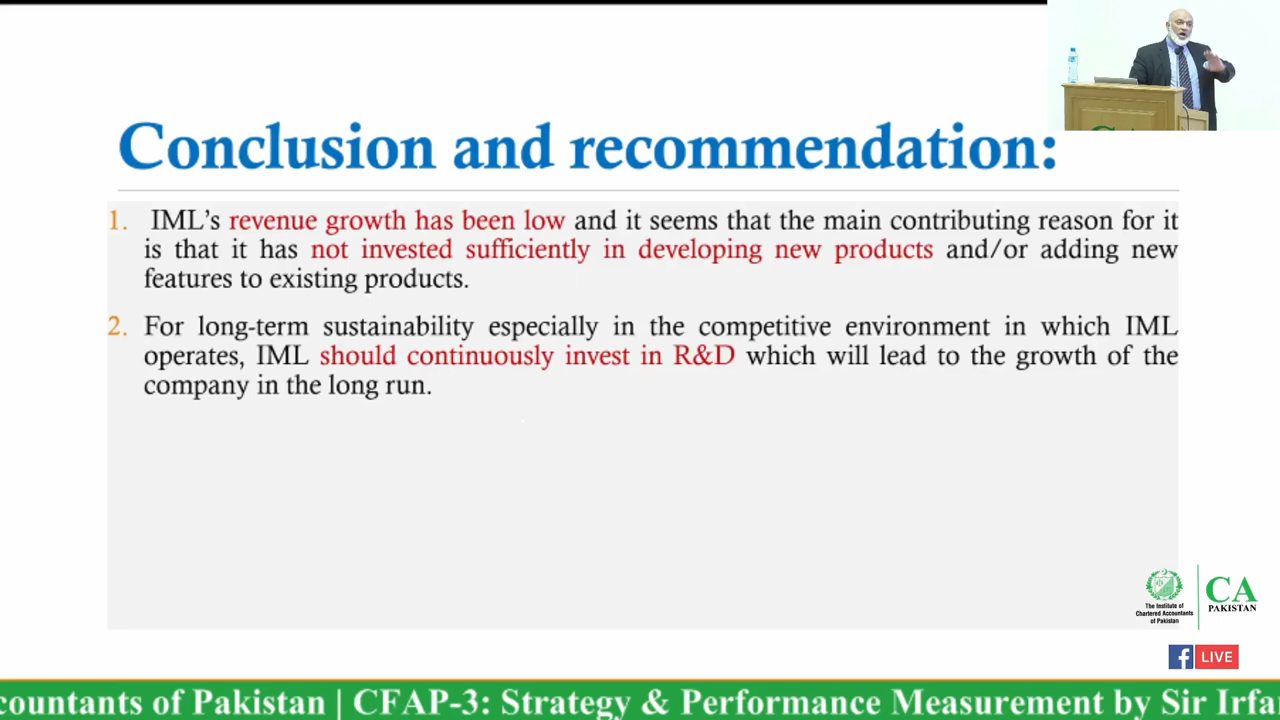 Conclusion and recommendation:
1. IML's revenue growth has been low and it seems that the main contributing reason for it
is that it has not invested sufficiently in developing new products and/or adding new
features to existing products.
2. For long-term sustainability especially in the competitive environment in which IML
operates, IML should continuously invest in R&D which will lead to the growth of the
company in the long run.
The Institute of
Chartered Accountants
of Pakistan
CA
PAKISTAN
LIVE
countants of Pakistan | CFAP-3: Strategy & Performance Measurement by Sir Irfa